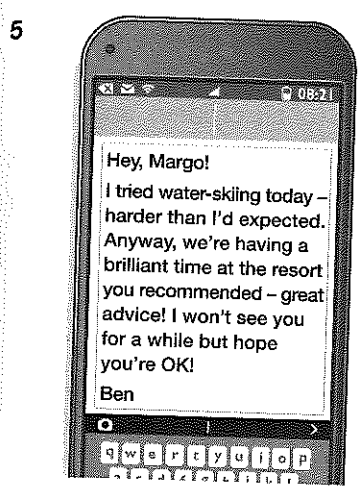 5
08:21
Hey, Margo!
I tried water-skiing today –
harder than I'd expected.
Anyway, we're having a
brilliant time at the resort
you recommended – great
advice! I won't see you
for a while but hope
you're OK!
Ben
q w e r t y u i o p